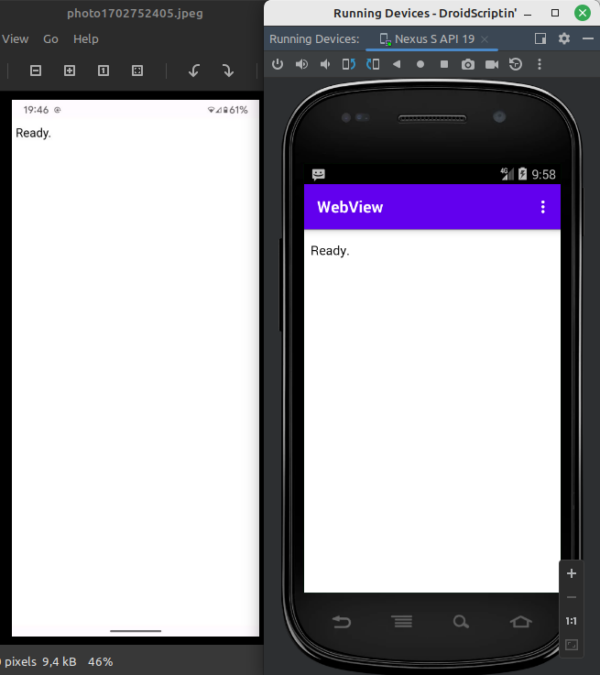 photo1702752405.jpeg
View Go Help
19:46
61%
Ready.
pixels 9,4 kB 46%
Running Devices - DroidScriptin'
Running Devices: Nexus S API 19
4G 9:58
WebView
Ready.
1:1